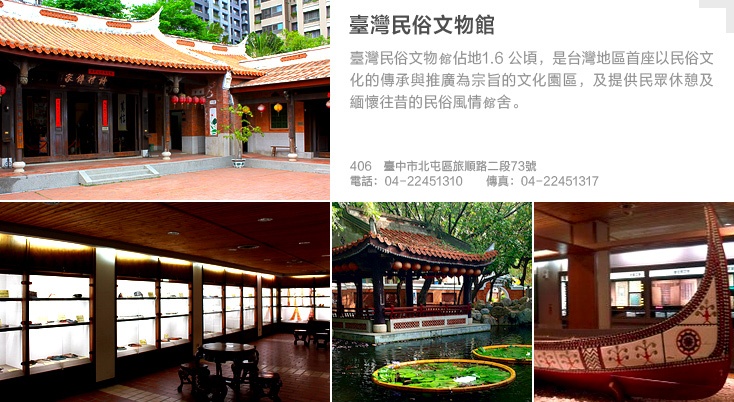 臺灣民俗文物館
臺灣民俗文物館佔地1.6 公頃，是台灣地區首座以民俗文
化的傳承與推廣為宗旨的文化園區，及提供民眾休憩及
緬懷往昔的民俗風情館舍。
406　臺中市北屯區旅順路二段73號
電話：04-22451310　　傳真：04-22451317